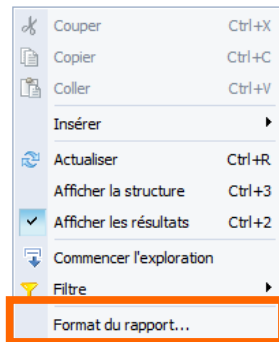 Couper Ctrl+X
Copier Ctrl+C
Coller Ctrl+V
Insérer
Actualiser Ctrl+R
Afficher la structure Ctrl+3
Afficher les résultats Ctrl+2
Commencer l'exploration
Filtre
Format du rapport...